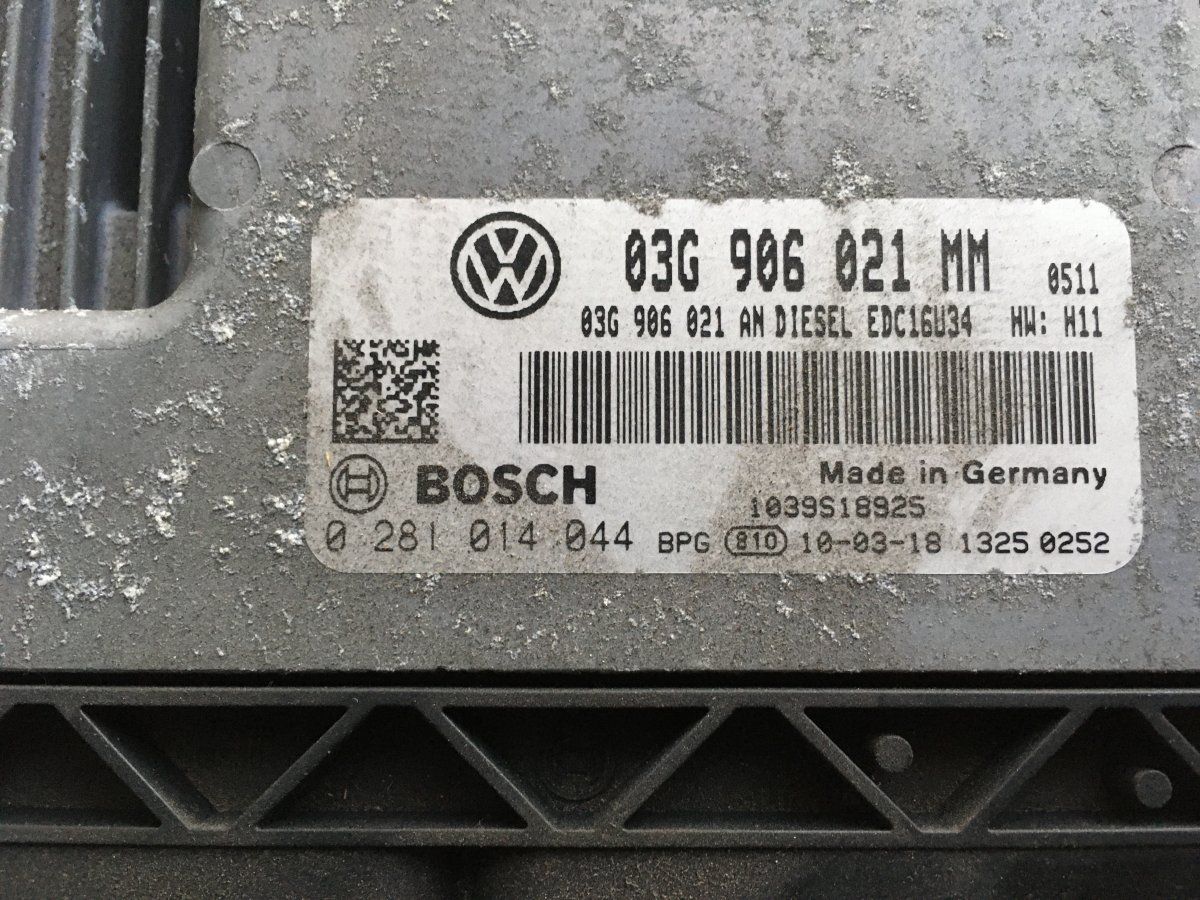 03G 906 021 MM 0511
03G 906 021 AN DIESEL EDC16U34 HW: H11
BOSCH Made in Germany
1039S18925
0 281 014 044 BPG 810 10-03-18 1325 0252